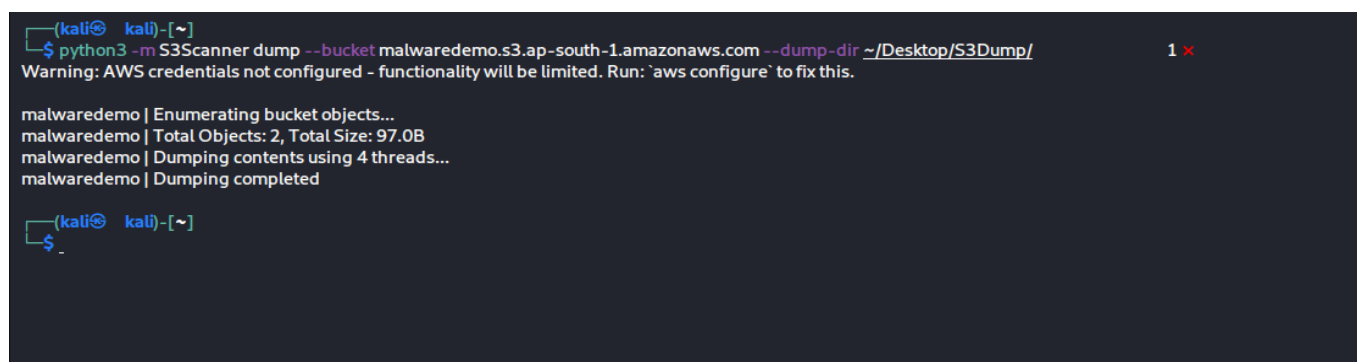 ┌──(kali㉿ kali)-[~]
└─$ python3 -m S3Scanner dump --bucket malwaredemo.s3.ap-south-1.amazonaws.com --dump-dir ~/Desktop/S3Dump/ 1 ⨯
Warning: AWS credentials not configured - functionality will be limited. Run: `aws configure` to fix this.
malwaredemo | Enumerating bucket objects...
malwaredemo | Total Objects: 2, Total Size: 97.0B
malwaredemo | Dumping contents using 4 threads...
malwaredemo | Dumping completed
┌──(kali㉿ kali)-[~]
└─$ _